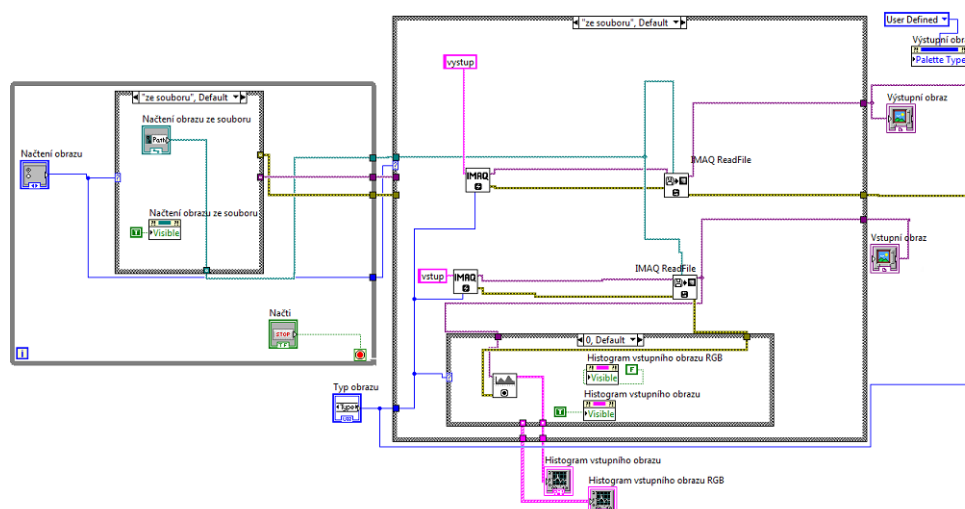 "ze souboru", Default
User Defined
Výstupní obr
Palette Type
vystup
"ze souboru", Default
Výstupní obraz
Načtení obrazu ze souboru
Path
Načtení obrazu
IMAQ ReadFile
IMAQ
Načtení obrazu ze souboru
T
Visible
Vstupní obraz
IMAQ ReadFile
vstup
IMAQ
Načti
STOP
TF
i
0, Default
Histogram vstupního obrazu RGB
F
Visible
Typ obrazu
Type
Histogram vstupního obrazu
T
Visible
Histogram vstupního obrazu
Histogram vstupního obrazu RGB